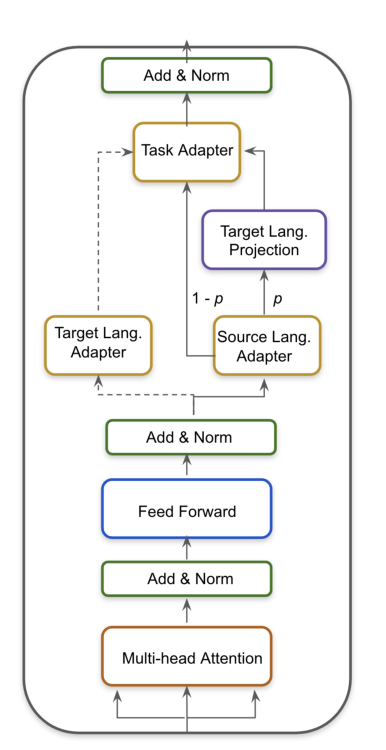 Add & Norm
Task Adapter
Target Lang.
Projection
1 - p
p
Target Lang.
Adapter
Source Lang.
Adapter
Add & Norm
Feed Forward
Add & Norm
Multi-head Attention